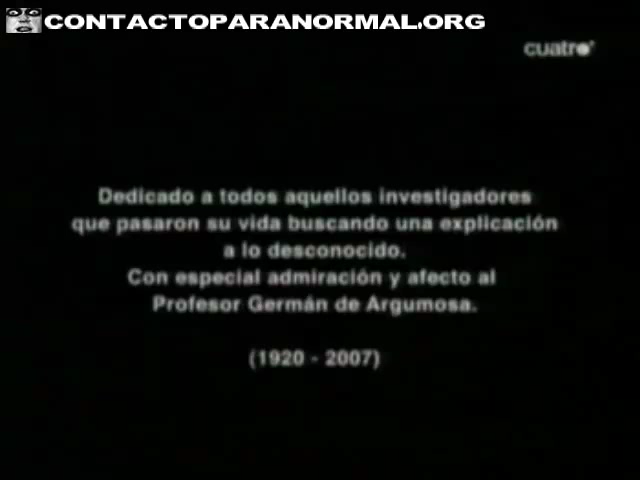 CONTACTOPARANORMAL.ORG
cuatro
Dedicado a todos aquellos investigadores
que pasaron su vida buscando una explicación
a lo desconocido.
Con especial admiración y afecto al
Profesor Germán de Argumosa.
(1920 - 2007)